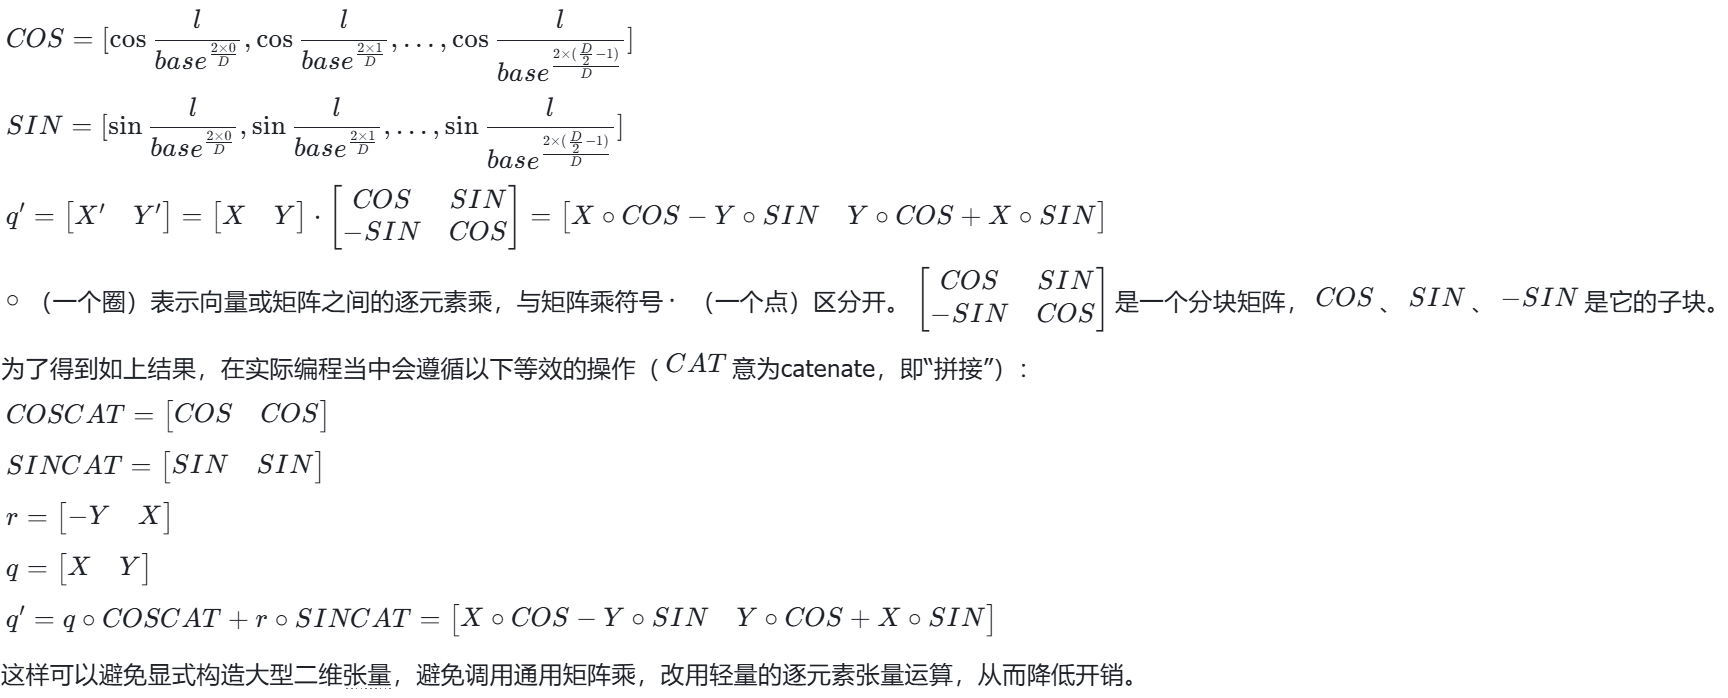 $COS = [\cos \frac{l}{base^{\frac{2\times 0}{D}}}, \cos \frac{l}{base^{\frac{2\times 1}{D}}}, \ldots, \cos \frac{l}{base^{\frac{2\times(\frac{D}{2}-1)}{D}}}]$
$SIN = [\sin \frac{l}{base^{\frac{2\times 0}{D}}}, \sin \frac{l}{base^{\frac{2\times 1}{D}}}, \ldots, \sin \frac{l}{base^{\frac{2\times(\frac{D}{2}-1)}{D}}}]$
$q' = \begin{bmatrix} X' & Y' \end{bmatrix} = \begin{bmatrix} X & Y \end{bmatrix} \cdot \begin{bmatrix} COS & SIN \\ -SIN & COS \end{bmatrix} = \begin{bmatrix} X \circ COS - Y \circ SIN & Y \circ COS + X \circ SIN \end{bmatrix}$
$\circ$ （一个圈）表示向量或矩阵之间的逐元素乘，与矩阵乘符号 $\cdot$ （一个点）区分开。 $\begin{bmatrix} COS & SIN \\ -SIN & COS \end{bmatrix}$ 是一个分块矩阵， $COS$ 、 $SIN$ 、 $-SIN$ 是它的子块。
为了得到如上结果，在实际编程当中会遵循以下等效的操作（ $CAT$ 意为catenate，即“拼接”）：
$COSCAT = \begin{bmatrix} COS & COS \end{bmatrix}$
$SINCAT = \begin{bmatrix} SIN & SIN \end{bmatrix}$
$r = \begin{bmatrix} -Y & X \end{bmatrix}$
$q = \begin{bmatrix} X & Y \end{bmatrix}$
$q' = q \circ COSCAT + r \circ SINCAT = \begin{bmatrix} X \circ COS - Y \circ SIN & Y \circ COS + X \circ SIN \end{bmatrix}$
这样可以避免显式构造大型二维张量，避免调用通用矩阵乘，改用轻量的逐元素张量运算，从而降低开销。